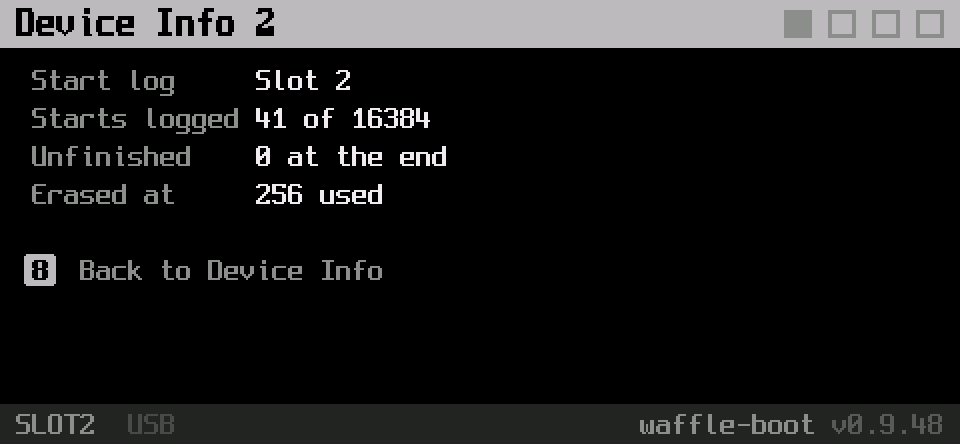 Device Info 2
Start log Slot 2
Starts logged 41 of 16384
Unfinished 0 at the end
Erased at 256 used
8 Back to Device Info
SLOT2 USB waffle-boot v0.9.48